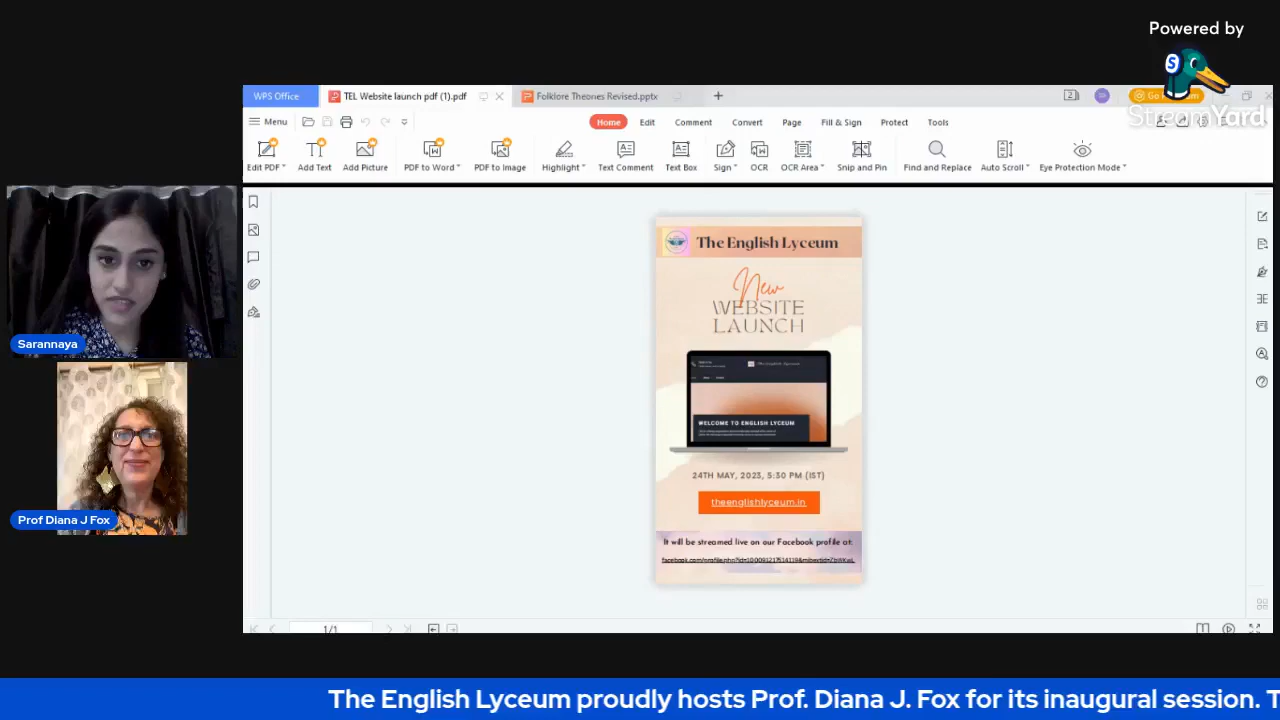 Powered by
StreamYard
WPS Office
TEL Website launch pdf (1).pdf
Folklore Theories Revised.pptx
Menu
Home
Edit
Comment
Convert
Page
Fill & Sign
Protect
Tools
Edit PDF
Add Text
Add Picture
PDF to Word
PDF to Image
Highlight
Text Comment
Text Box
Sign
OCR
OCR Area
Snip and Pin
Find and Replace
Auto Scroll
Eye Protection Mode
The English Lyceum
New
WEBSITE
LAUNCH
WELCOME TO ENGLISH LYCEUM
24TH MAY, 2023, 5:30 PM (IST)
theenglishlyceum.in
It will be streamed live on our Facebook profile at:
1/1
Sarannaya
Prof Diana J Fox
The English Lyceum proudly hosts Prof. Diana J. Fox for its inaugural session. T